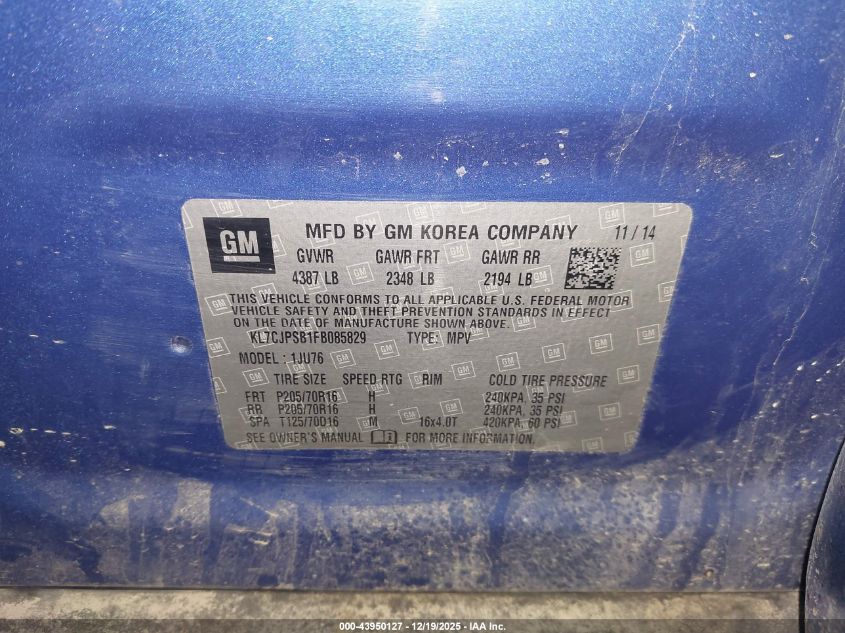 GM
MFD BY GM KOREA COMPANY 11 / 14
GVWR GAWR FRT GAWR RR
4387 LB 2348 LB 2194 LB
THIS VEHICLE CONFORMS TO ALL APPLICABLE U.S. FEDERAL MOTOR
VEHICLE SAFETY AND THEFT PREVENTION STANDARDS IN EFFECT
ON THE DATE OF MANUFACTURE SHOWN ABOVE.
KL7CJPSB1FB085829 TYPE: MPV
MODEL : 1JU76
TIRE SIZE SPEED RTG RIM COLD TIRE PRESSURE
FRT P205/70R16 H 240KPA, 35 PSI
RR P205/70R16 H 240KPA, 35 PSI
SPA T125/70D16 M 16x4.0T 420KPA, 60 PSI
SEE OWNER'S MANUAL FOR MORE INFORMATION.
000-43950127 - 12/19/2025 - IAA Inc.